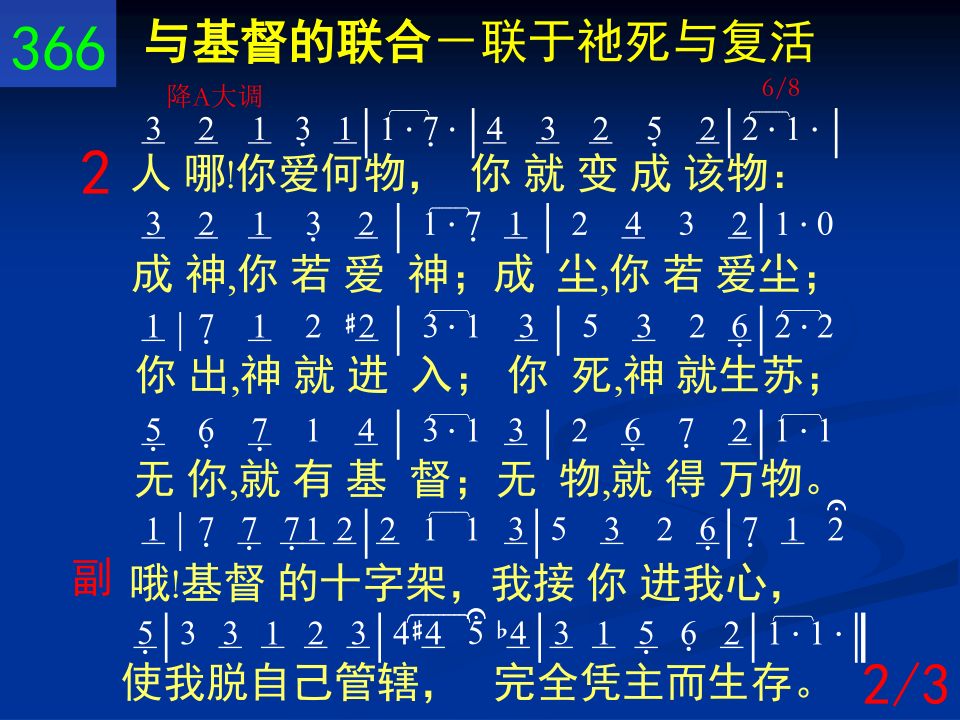 366 与基督的联合－联于祂死与复活
降A大调 6/8
3 2 1 3 1 | 1 · 7 · | 4 3 2 5 2 | 2 · 1 · |
2 人 哪!你爱何物， 你 就 变 成 该物：
3 2 1 3 2 | 1 · 7 1 | 2 4 3 2 | 1 · 0
成 神,你 若 爱 神；成 尘,你 若 爱尘；
1 | 7 1 2 #2 | 3 · 1 3 | 5 3 2 6 | 2 · 2
你 出,神 就 进 入； 你 死,神 就生苏；
5 6 7 1 4 | 3 · 1 3 | 2 6 7 2 | 1 · 1
无 你,就 有 基 督；无 物,就 得 万物。
1 | 7 7 7 1 2 | 2 1 1 3 | 5 3 2 6 | 7 1 2
副 哦!基督 的十字架，我接 你 进我心，
5 | 3 3 1 2 3 | 4 #4 5 ♭4 | 3 1 5 6 2 | 1 · 1 · ‖
使我脱自己管辖， 完全凭主而生存。
2/3